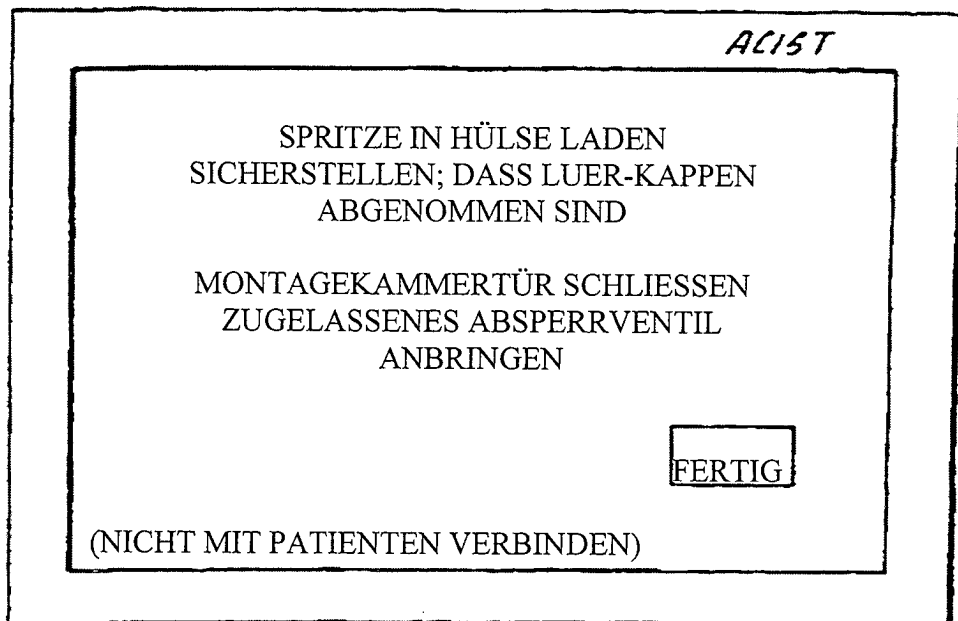 ACIST
SPRITZE IN HÜLSE LADEN
SICHERSTELLEN; DASS LUER-KAPPEN
ABGENOMMEN SIND
MONTAGEKAMMERTÜR SCHLIESSEN
ZUGELASSENES ABSPERRVENTIL
ANBRINGEN
FERTIG
(NICHT MIT PATIENTEN VERBINDEN)